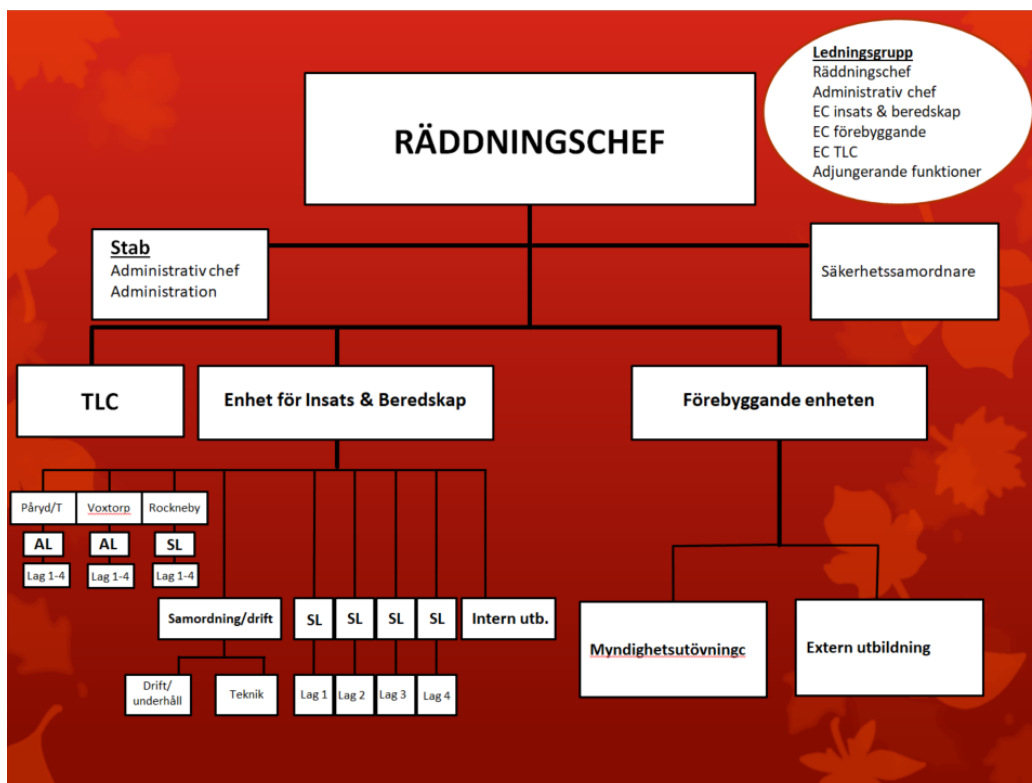 Ledningsgrupp
Räddningschef
Administrativ chef
EC insats & beredskap
EC förebyggande
EC TLC
Adjungerande funktioner
RÄDDNINGSCHEF
Stab
Administrativ chef
Administration
Säkerhetssamordnare
TLC
Enhet för Insats & Beredskap
Förebyggande enheten
Påryd/T
Voxtorp
Rockneby
AL
AL
SL
Lag 1-4
Lag 1-4
Lag 1-4
Samordning/drift
SL
SL
SL
SL
Intern utb.
Drift/
underhåll
Teknik
Lag 1
Lag 2
Lag 3
Lag 4
Myndighetsutövningc
Extern utbildning